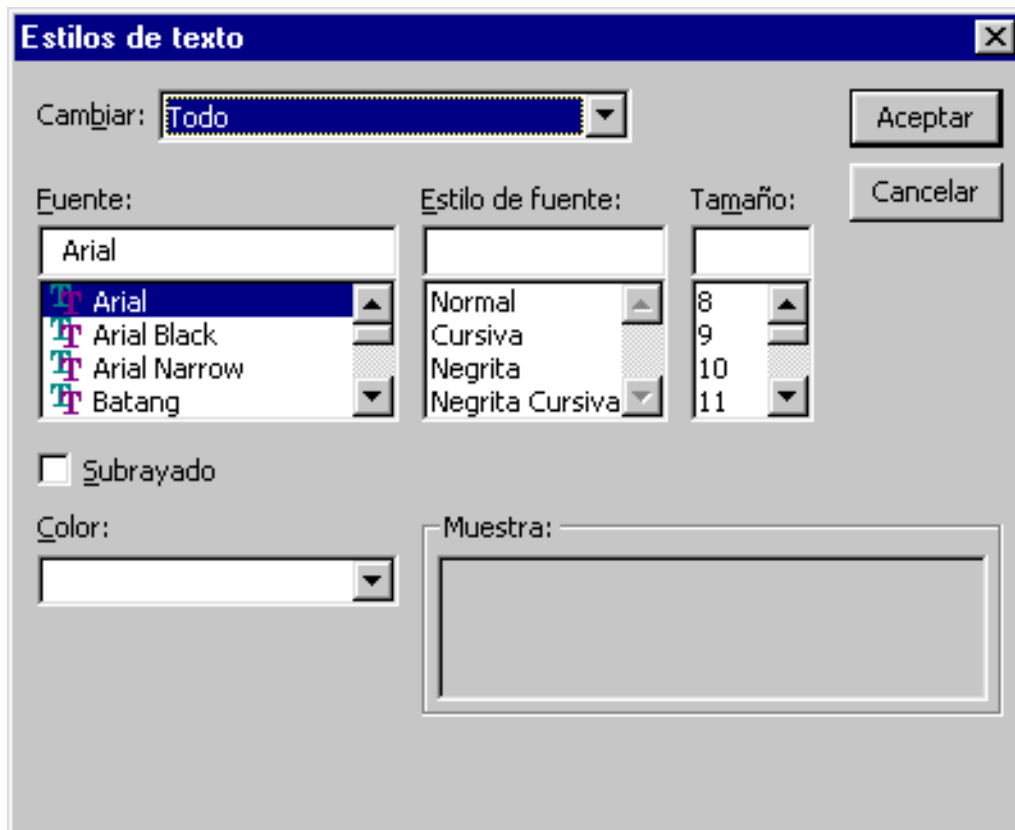 Estilos de texto
Cambiar: Todo
Aceptar
Cancelar
Fuente: Estilo de fuente: Tamaño:
Arial
Arial Normal 8
Arial Black Cursiva 9
Arial Narrow Negrita 10
Batang Negrita Cursiva 11
Subrayado
Color: Muestra: